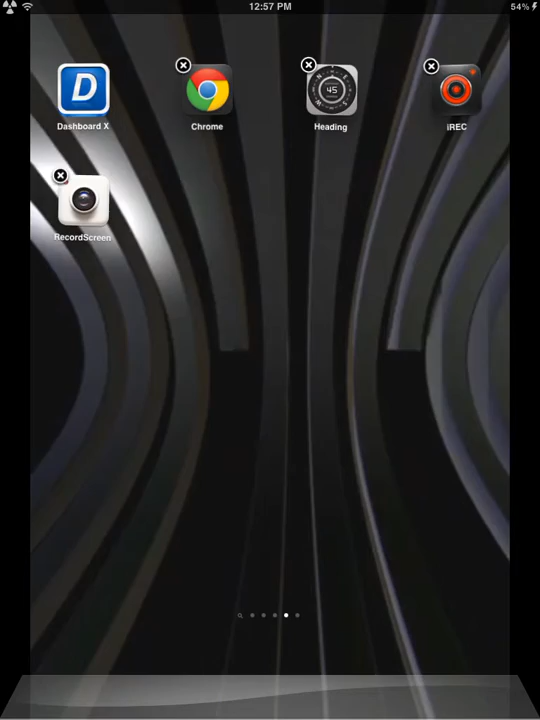 12:57 PM
54%
D
Dashboard X
Chrome
45
Heading
iREC
RecordScreen